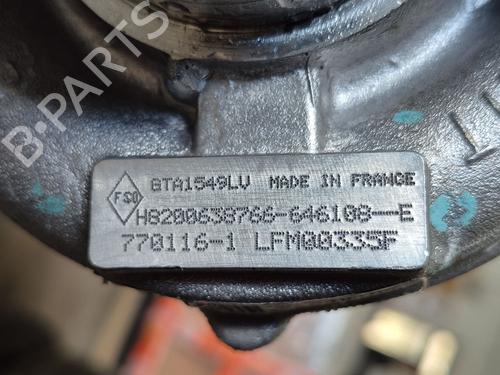 B-PARTS
FSO
BTA1549LV MADE IN FRANCE
H8200638766-646108--E
770116-1 LFM00335F